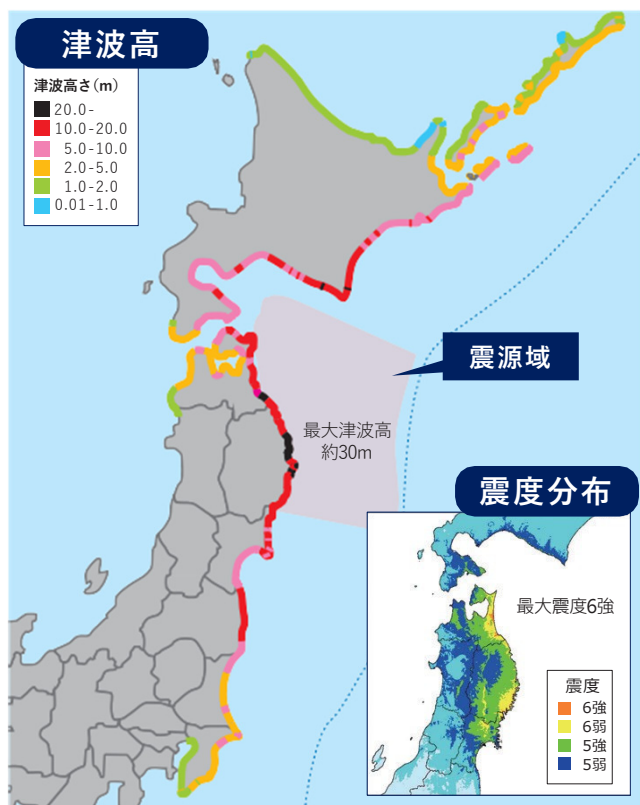 津波高
津波高さ(m)
20.0-
10.0-20.0
5.0-10.0
2.0-5.0
1.0-2.0
0.01-1.0
震源域
最大津波高
約30m
震度分布
最大震度6強
震度
6強
6弱
5強
5弱